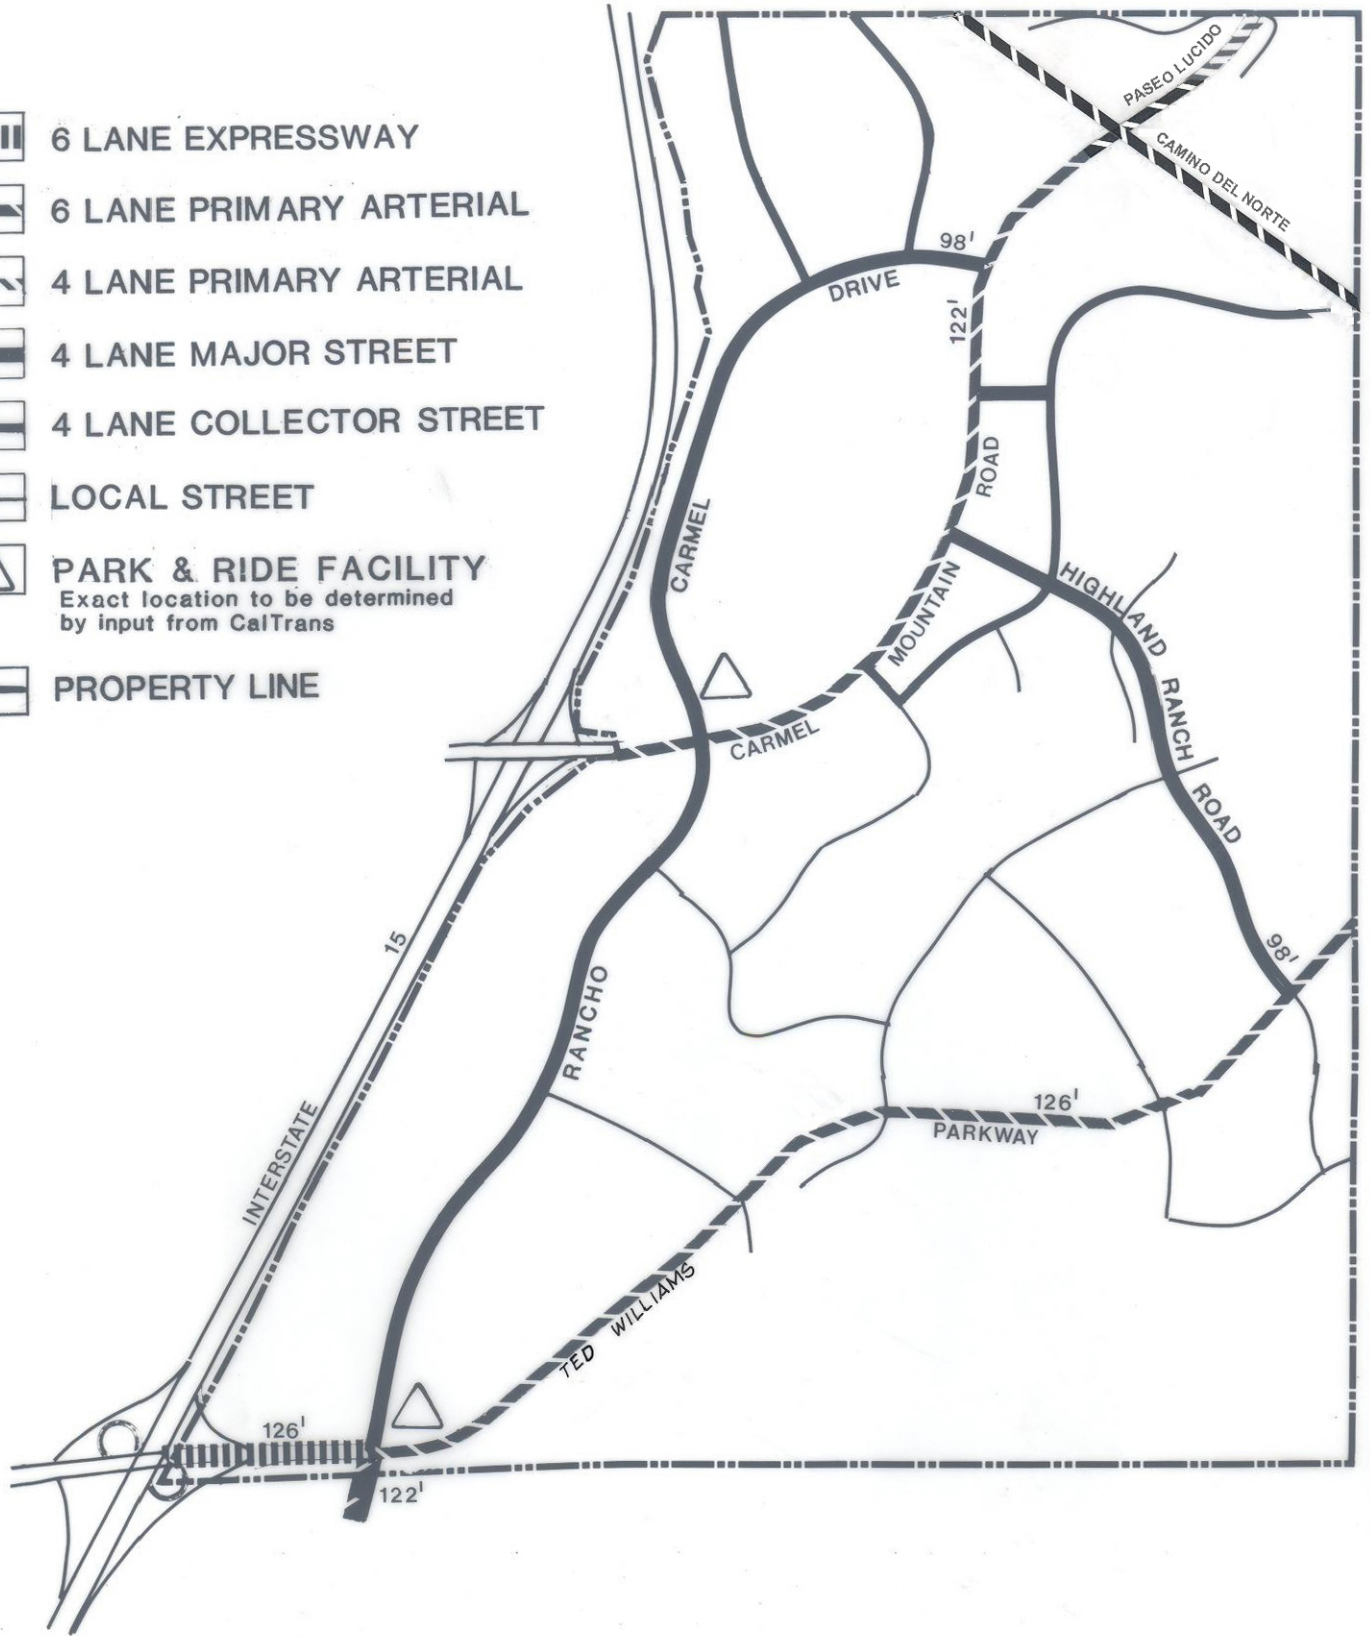 6 LANE EXPRESSWAY
6 LANE PRIMARY ARTERIAL
4 LANE PRIMARY ARTERIAL
4 LANE MAJOR STREET
4 LANE COLLECTOR STREET
LOCAL STREET
PARK & RIDE FACILITY
Exact location to be determined
by input from CalTrans
PROPERTY LINE
PASEO LUCIDO
CAMINO DEL NORTE
98'
DRIVE
122'
ROAD
CARMEL
MOUNTAIN
HIGHLAND
RANCH
ROAD
CARMEL
98'
15
RANCHO
INTERSTATE
126'
PARKWAY
TED WILLIAMS
126'
122'